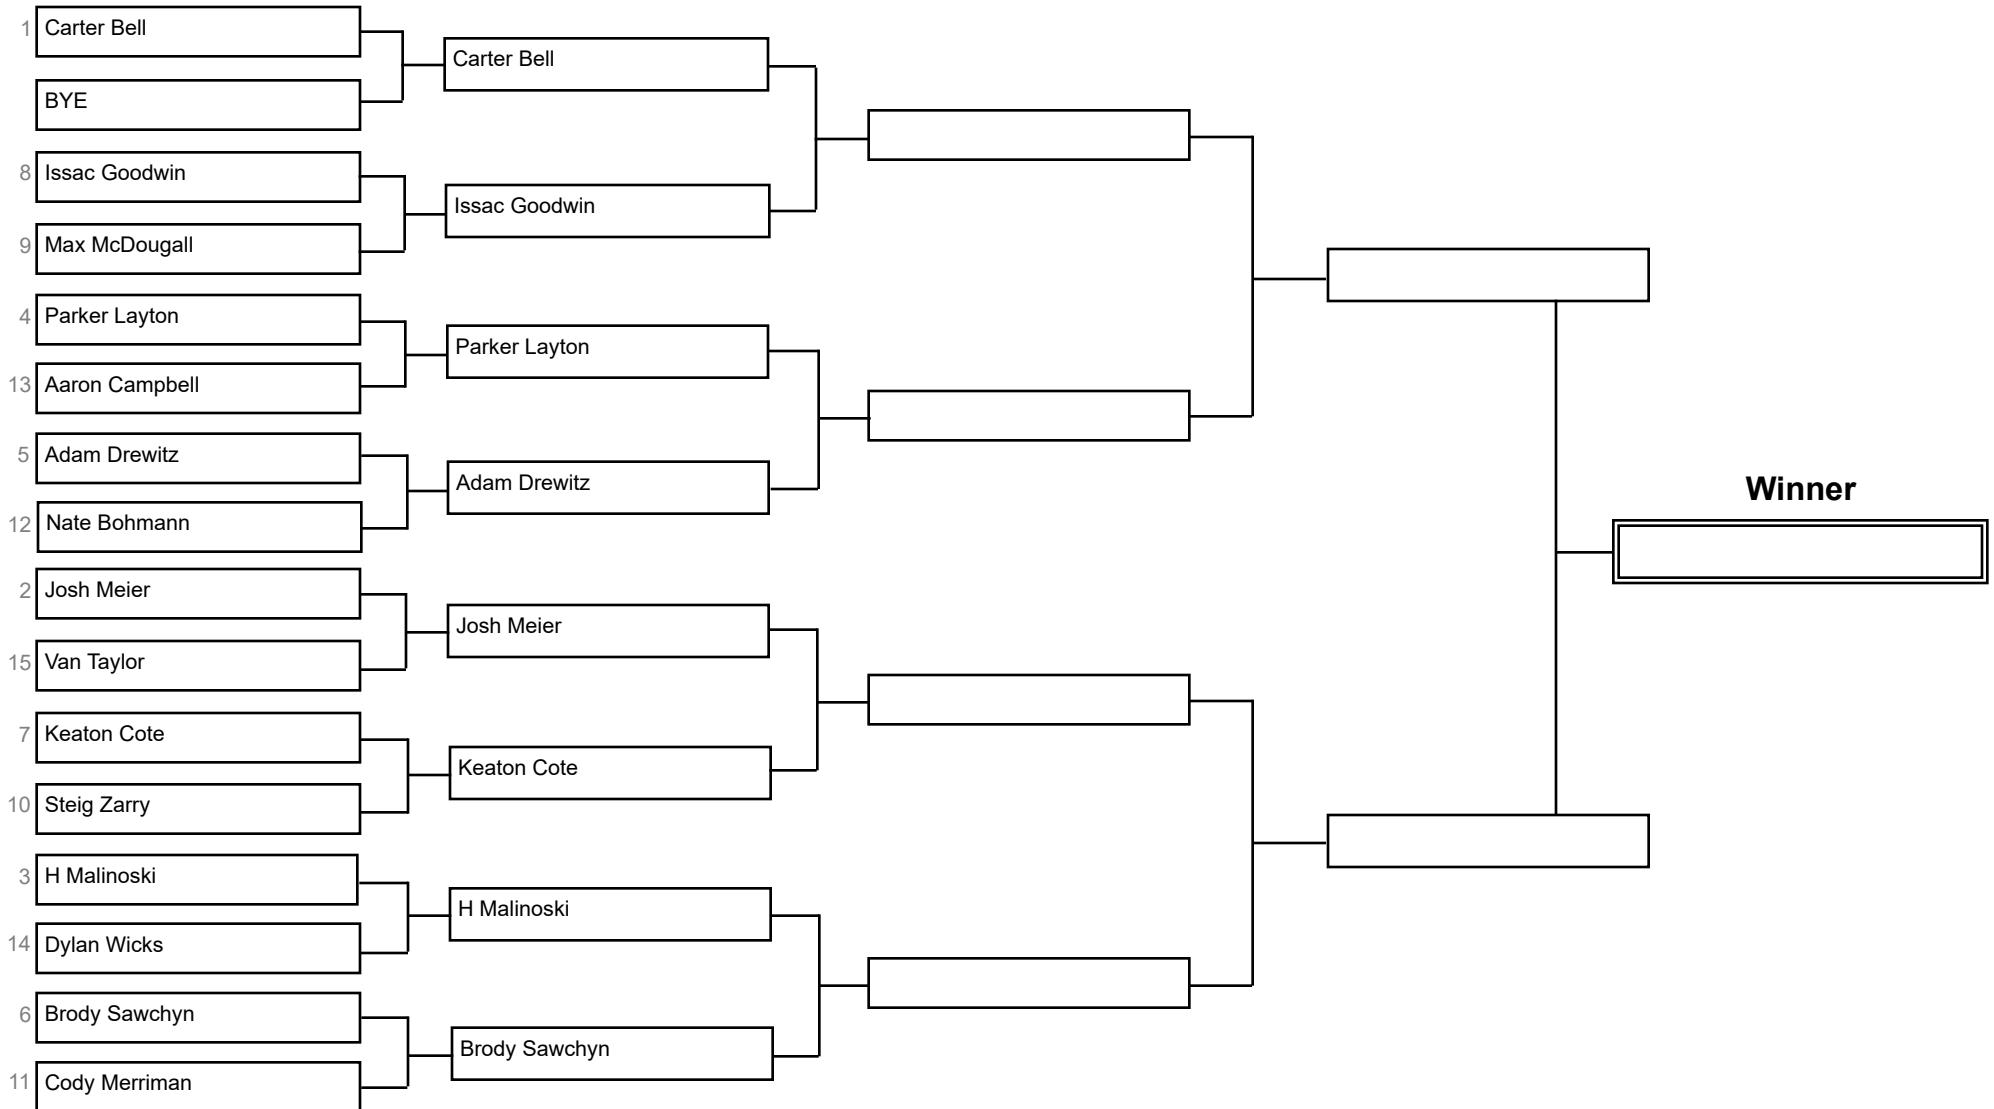 1 Carter Bell
BYE
8 Issac Goodwin
9 Max McDougall
4 Parker Layton
13 Aaron Campbell
5 Adam Drewitz
12 Nate Bohmann
2 Josh Meier
15 Van Taylor
7 Keaton Cote
10 Steig Zarry
3 H Malinoski
14 Dylan Wicks
6 Brody Sawchyn
11 Cody Merriman
Carter Bell
Issac Goodwin
Parker Layton
Adam Drewitz
Josh Meier
Keaton Cote
H Malinoski
Brody Sawchyn
Winner